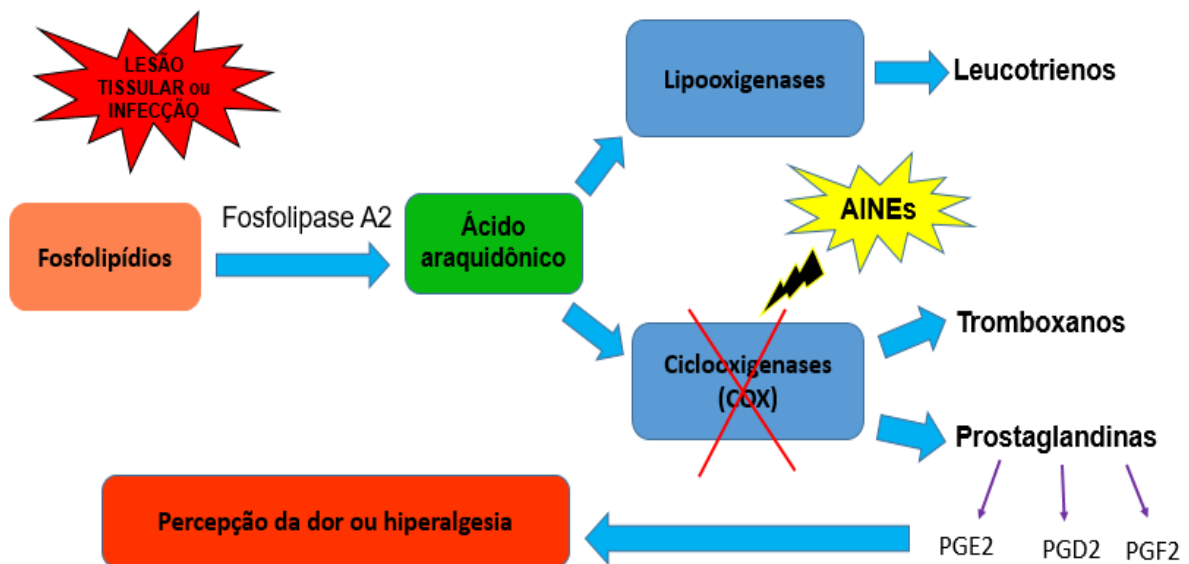 LESÃO
TISSULAR ou
INFECÇÃO
Lipooxigenases
Leucotrienos
Fosfolipídios
Fosfolipase A2
Ácido
araquidônico
AINEs
Ciclooxigenases
(COX)
Tromboxanos
Prostaglandinas
PGE2
PGD2
PGF2
Percepção da dor ou hiperalgesia